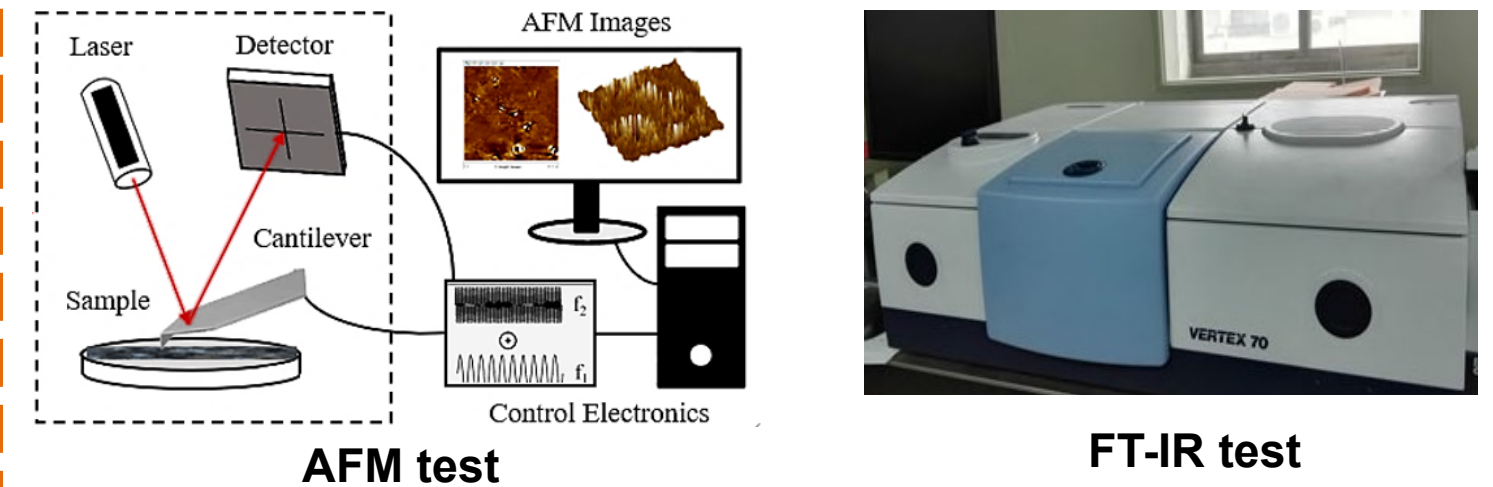 AFM Images
Laser
Detector
Cantilever
Sample
f₂
f₁
Control Electronics
AFM test
VERTEX 70
FT-IR test